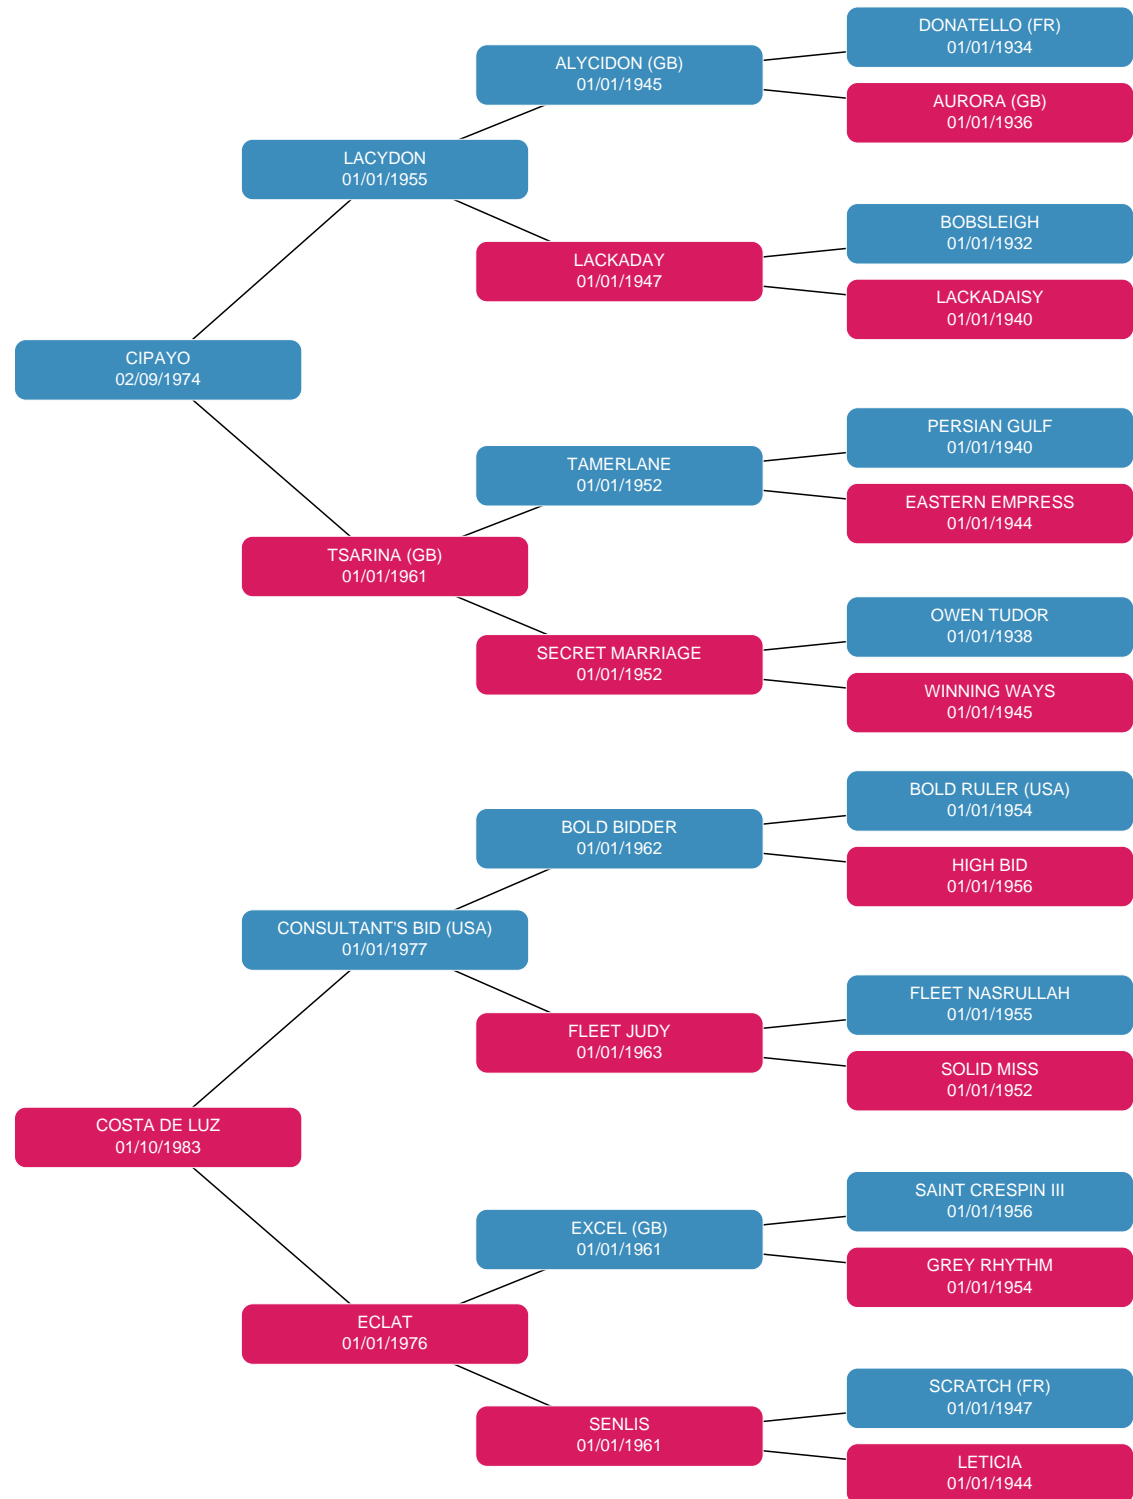 DONATELLO (FR)
01/01/1934
ALYCIDON (GB)
01/01/1945
AURORA (GB)
01/01/1936
LACYDON
01/01/1955
BOBSLEIGH
01/01/1932
LACKADAY
01/01/1947
LACKADAISY
01/01/1940
CIPAYO
02/09/1974
PERSIAN GULF
01/01/1940
TAMERLANE
01/01/1952
EASTERN EMPRESS
01/01/1944
TSARINA (GB)
01/01/1961
OWEN TUDOR
01/01/1938
SECRET MARRIAGE
01/01/1952
WINNING WAYS
01/01/1945
BOLD RULER (USA)
01/01/1954
BOLD BIDDER
01/01/1962
HIGH BID
01/01/1956
CONSULTANT'S BID (USA)
01/01/1977
FLEET NASRULLAH
01/01/1955
FLEET JUDY
01/01/1963
SOLID MISS
01/01/1952
COSTA DE LUZ
01/10/1983
SAINT CRESPIN III
01/01/1956
EXCEL (GB)
01/01/1961
GREY RHYTHM
01/01/1954
ECLAT
01/01/1976
SCRATCH (FR)
01/01/1947
SENLIS
01/01/1961
LETICIA
01/01/1944